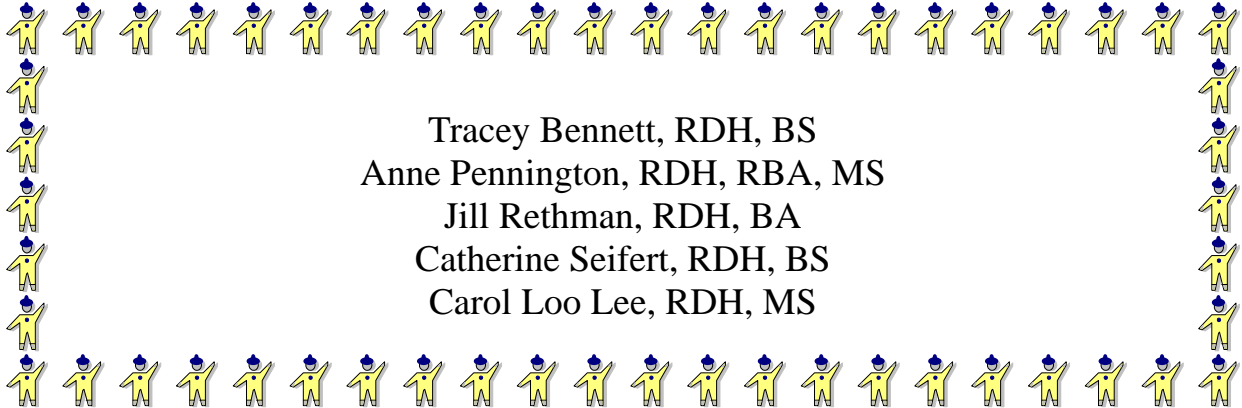 Tracey Bennett, RDH, BS
Anne Pennington, RDH, RBA, MS
Jill Rethman, RDH, BA
Catherine Seifert, RDH, BS
Carol Loo Lee, RDH, MS